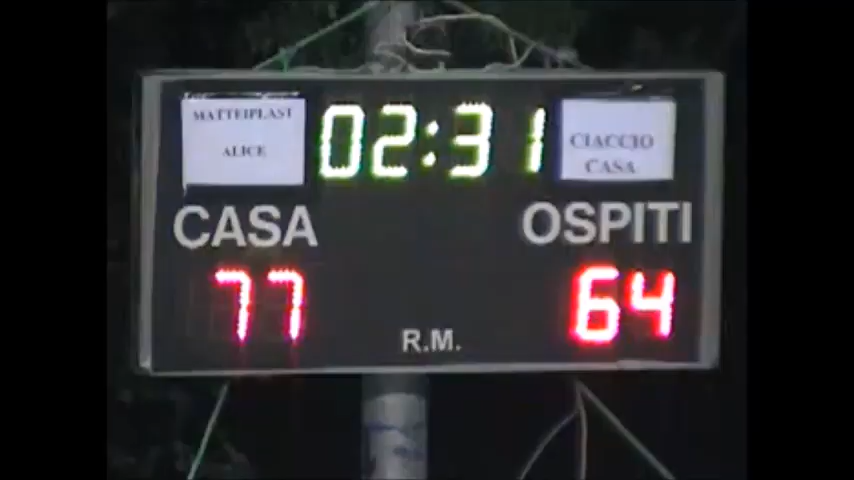 MATTEIPLAST
ALICE
02:31
CIACCIO
CASA
CASA
OSPITI
77
64
R.M.